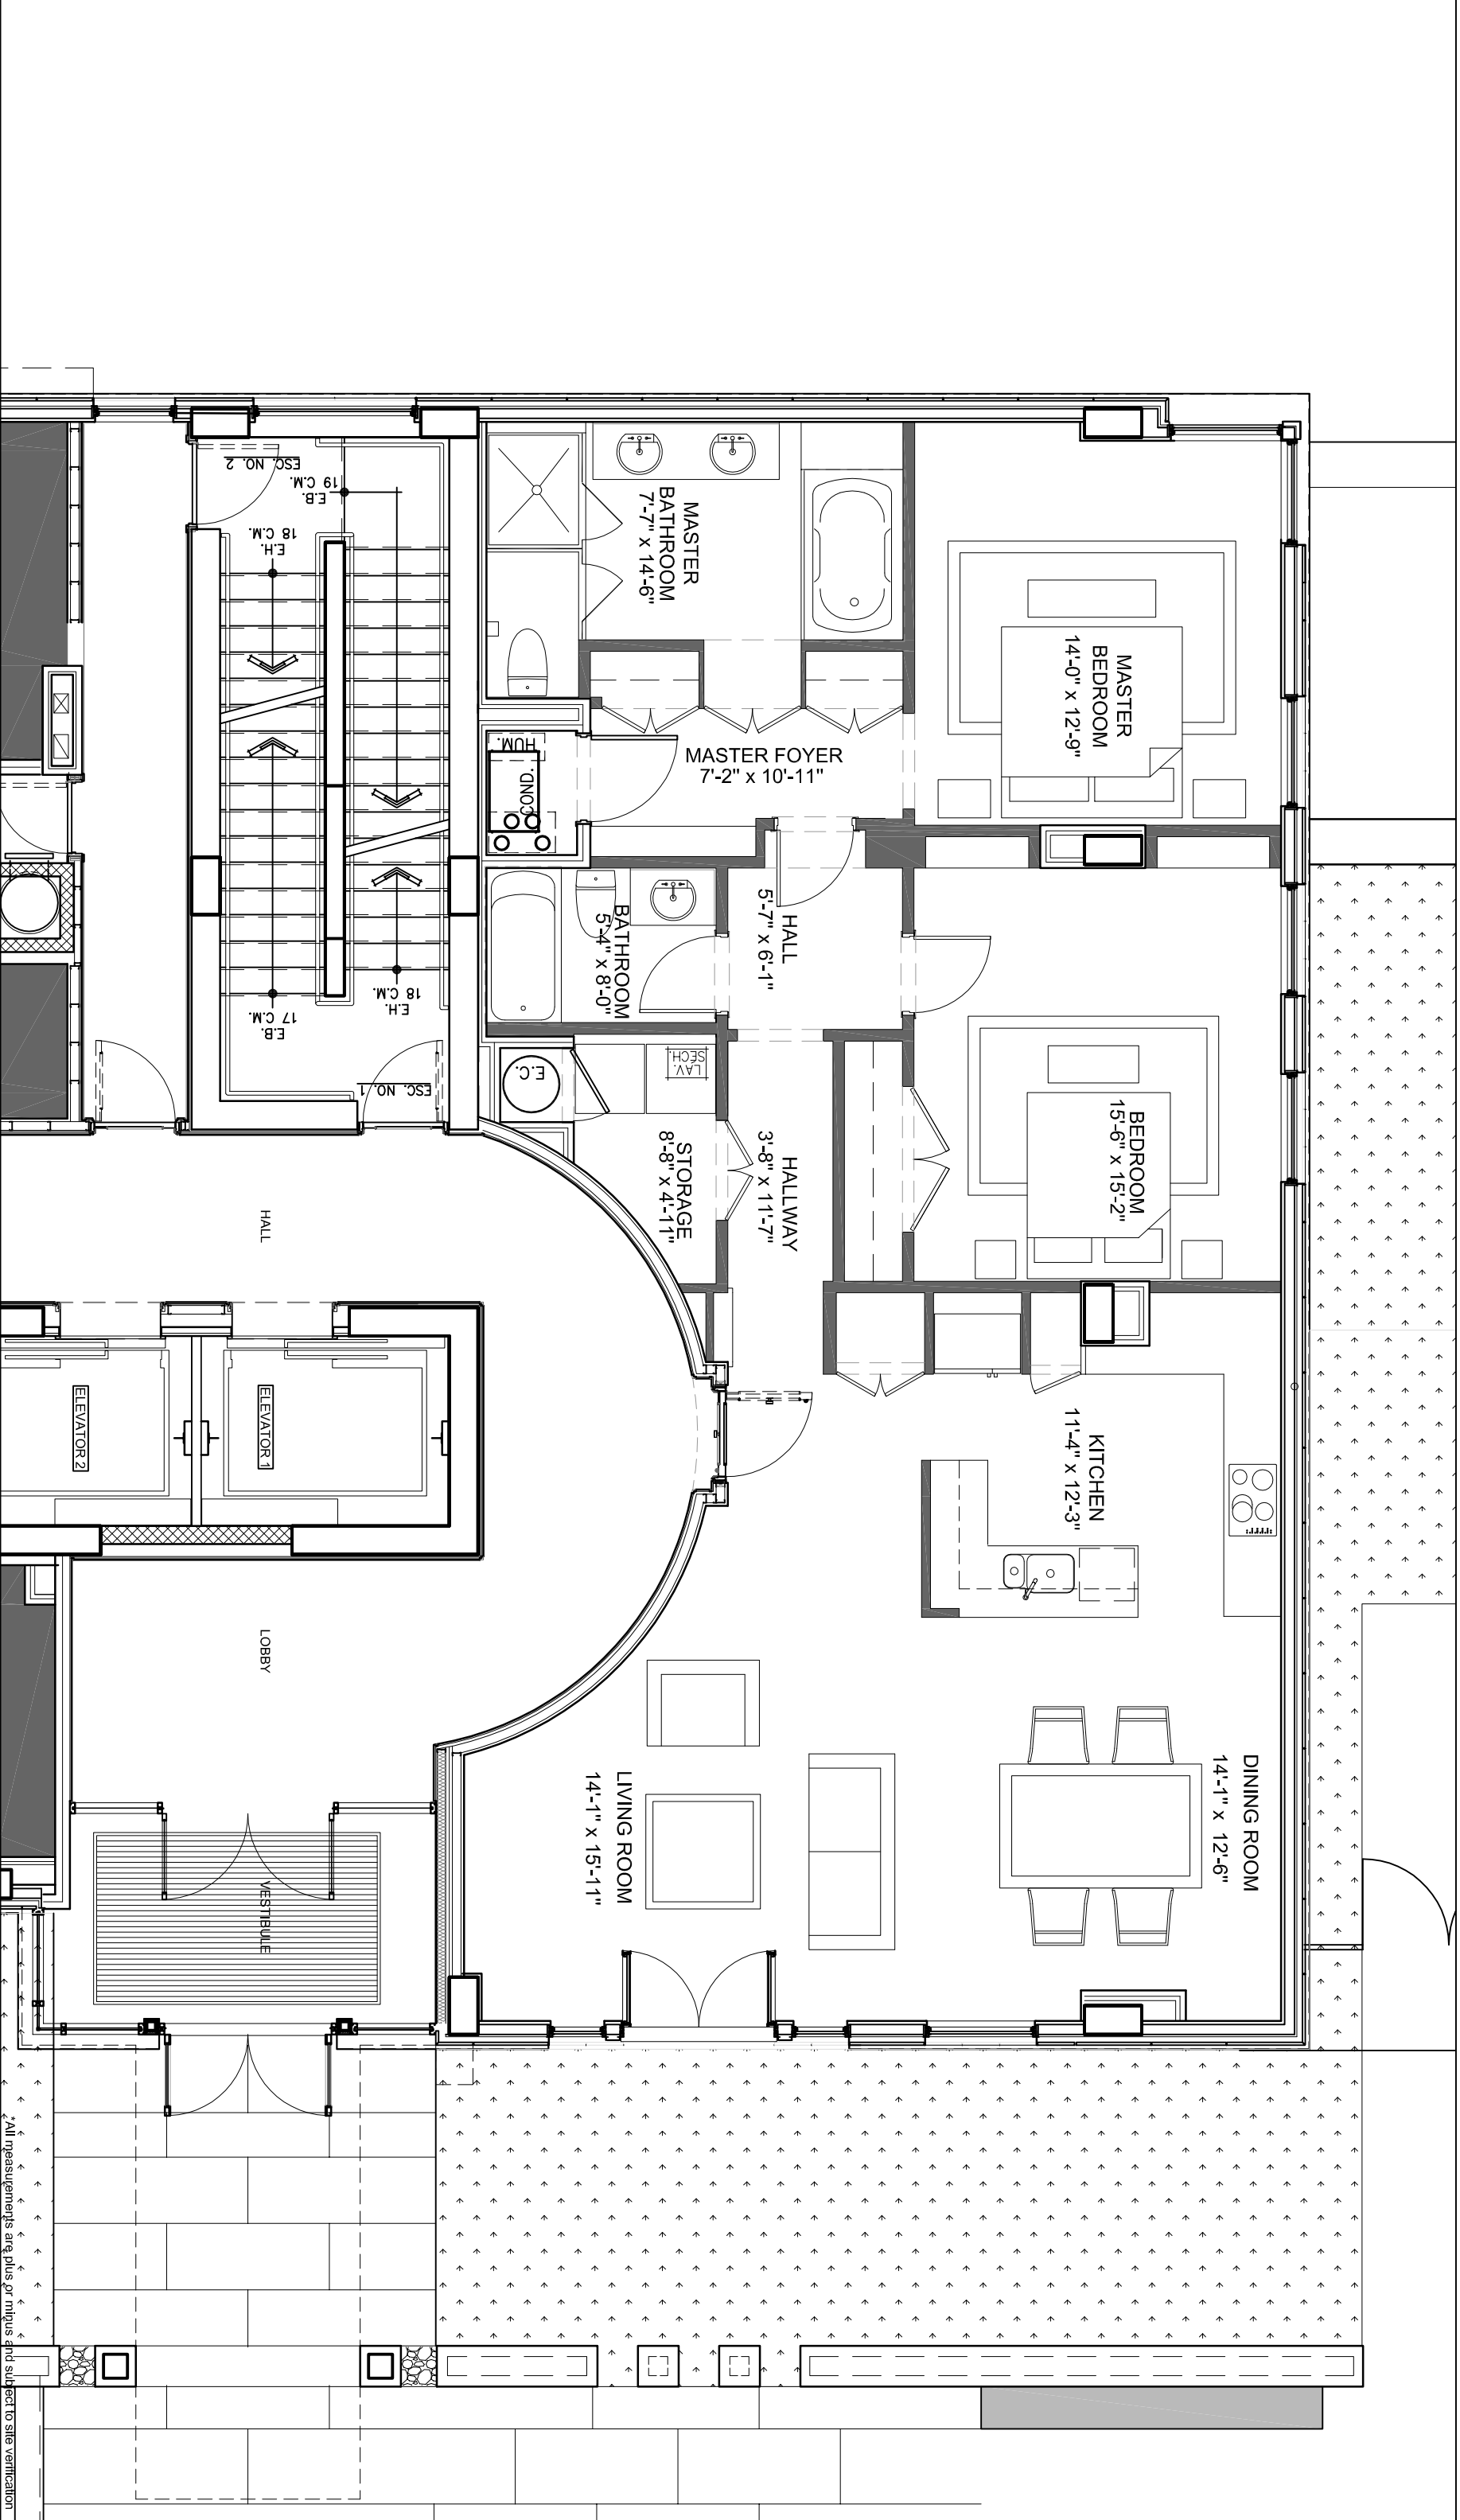 ESC. NO. 2
19 C.M.
E.B.
18 C.M.
E.H.
MASTER
BATHROOM
7'-7" x 14'-6"
MASTER
BEDROOM
14'-0" x 12'-9"
HUM.
COND.
MASTER FOYER
7'-2" x 10'-11"
HALL
5'-7" x 6'-1"
BATHROOM
5'-4" x 8'-0"
18 C.M.
E.H.
17 C.M.
E.B.
ESC. NO. 1
E.C.
LAV.
SÉCH.
STORAGE
8'-8" x 4'-11"
HALLWAY
3'-8" x 11'-7"
BEDROOM
15'-6" x 15'-2"
HALL
ELEVATOR 2
ELEVATOR 1
KITCHEN
11'-4" x 12'-3"
LOBBY
LIVING ROOM
14'-1" x 15'-11"
DINING ROOM
14'-1" x 12'-6"
VESTIBULE
*All measurements are plus or minus and subject to site verification